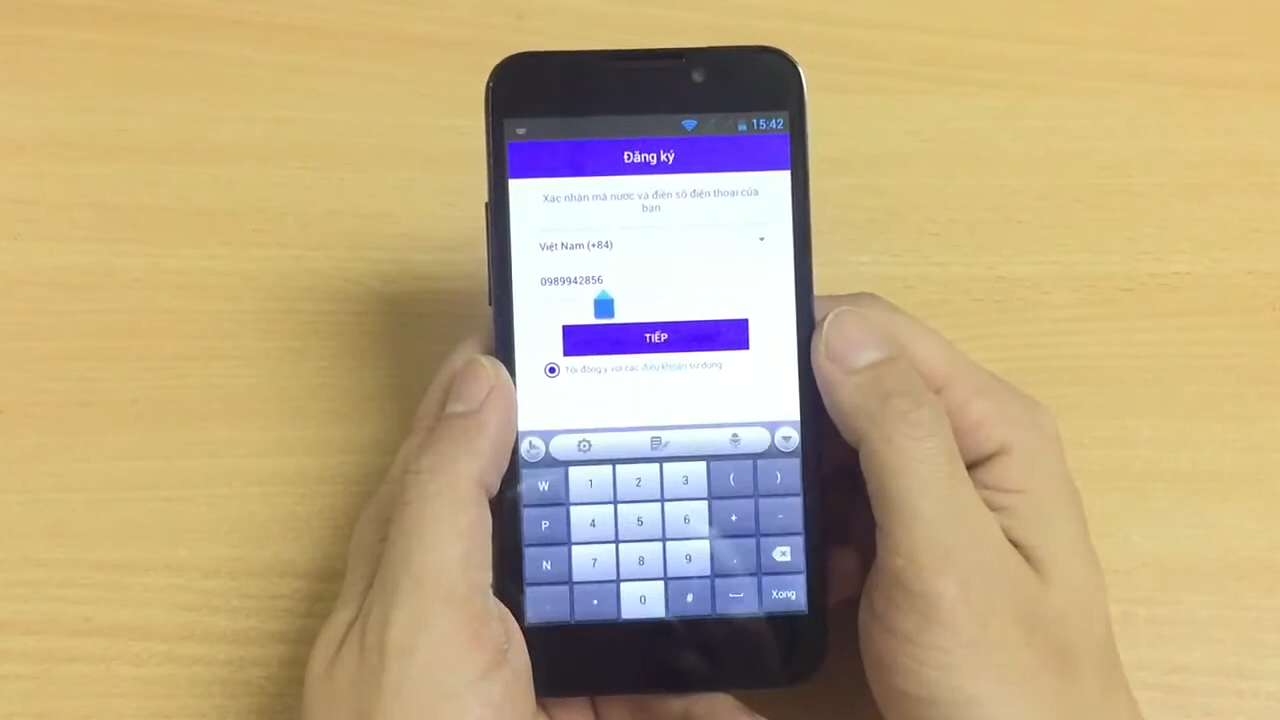 15:42
Đăng ký
Xác nhận mã nước và điền số điện thoại của
bạn
Việt Nam (+84)
0989942856
TIẾP
Tôi đồng ý với các điều khoản sử dụng
W 1 2 3 ( )
P 4 5 6 + -
N 7 8 9 .
0 # Xong